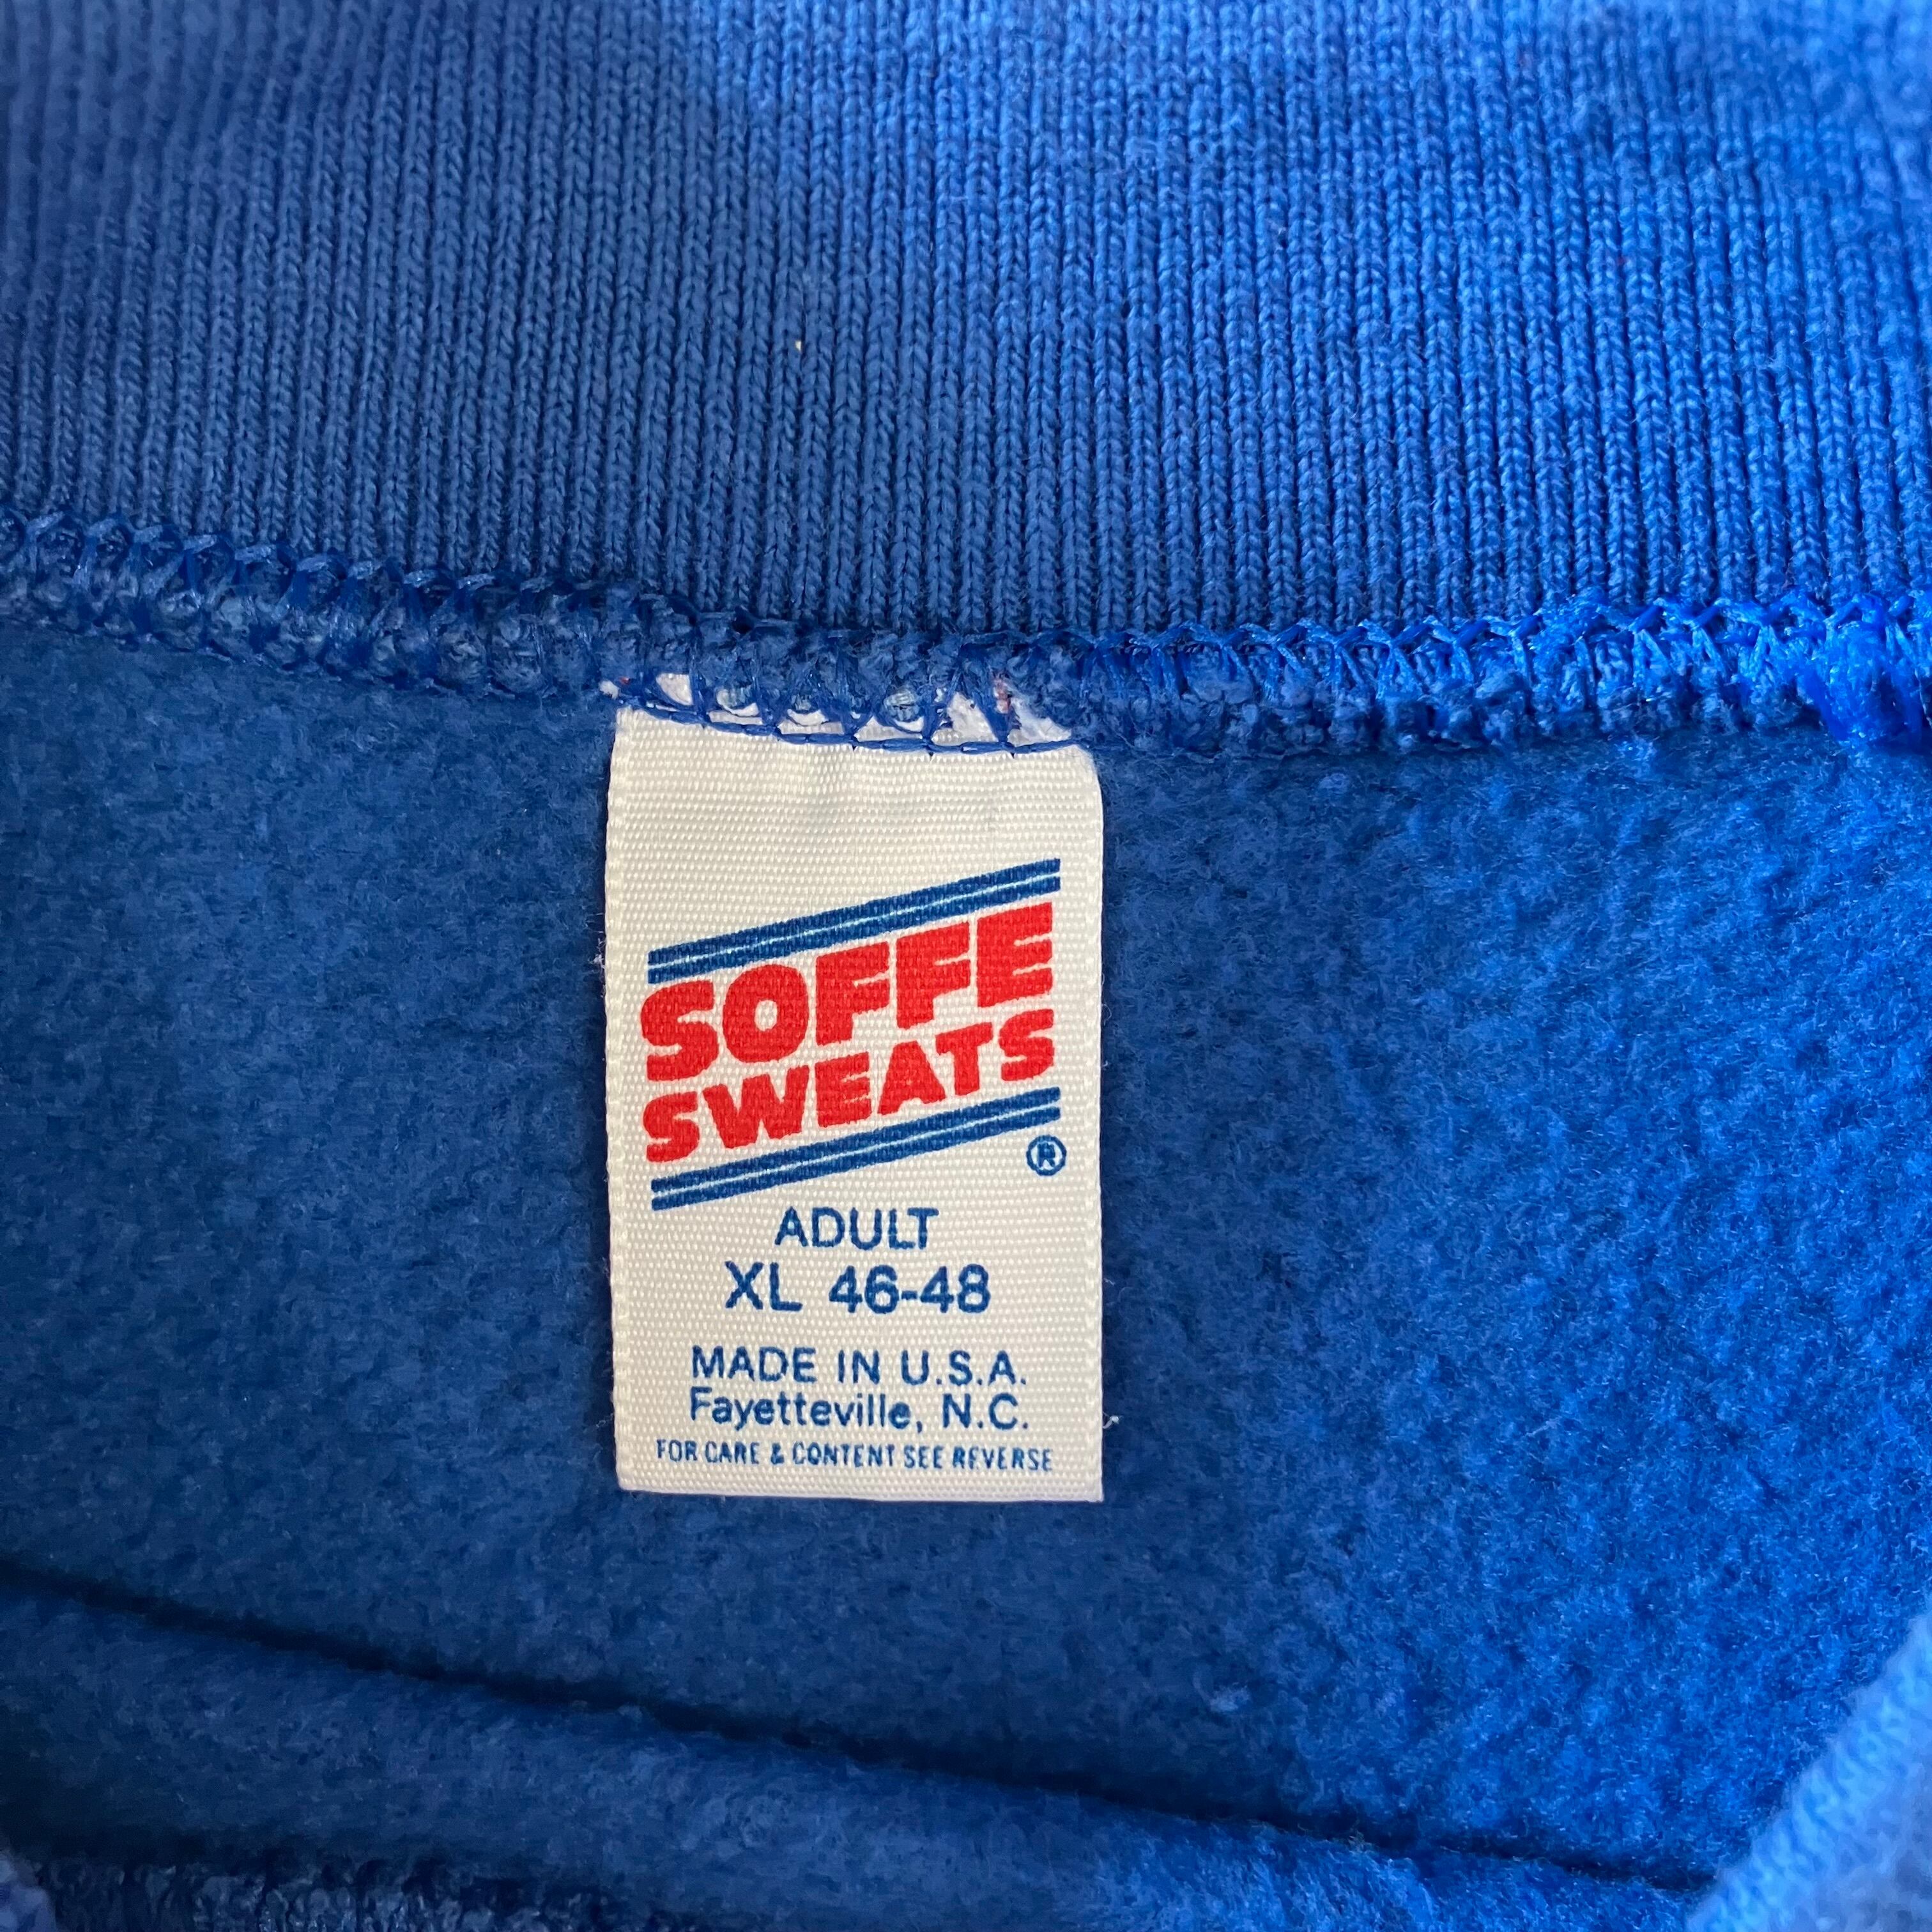 SOFFE
SWEATS
®
ADULT
XL 46-48
MADE IN U.S.A.
Fayetteville, N.C.
FOR CARE & CONTENT SEE REVERSE